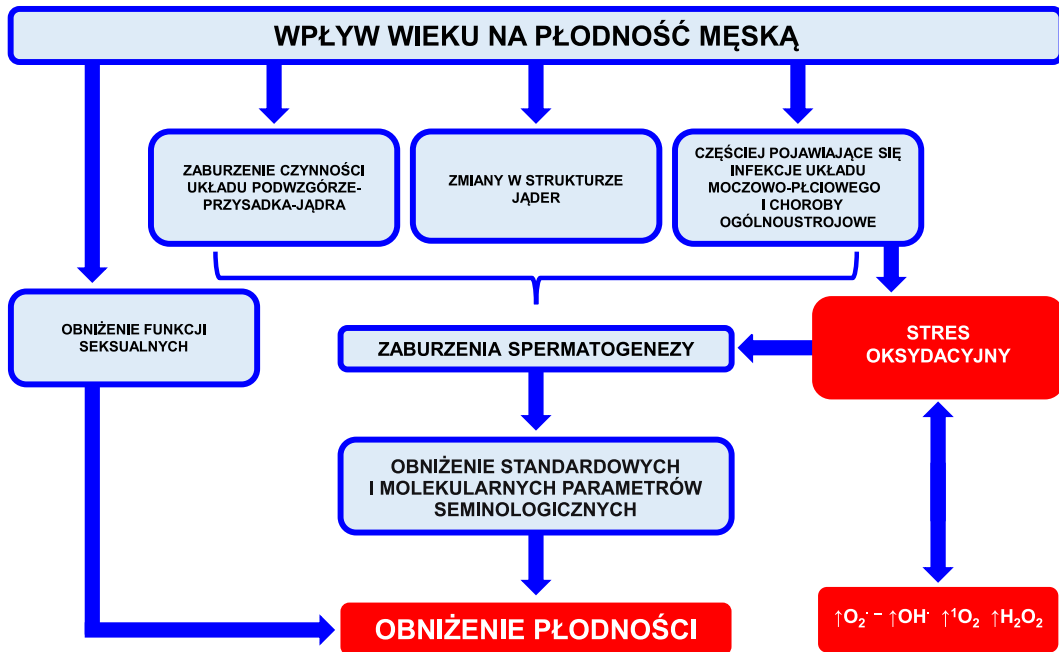 WPŁYW WIEKU NA PŁODNOŚĆ MĘSKĄ
ZABURZENIE CZYNNOŚCI
UKŁADU PODWZGÓRZE-
PRZYSADKA-JĄDRA
ZMIANY W STRUKTURZE
JĄDER
CZĘŚCIEJ POJAWIAJĄCE SIĘ
INFEKCJE UKŁADU
MOCZOWO-PŁCIOWEGO
I CHOROBY
OGÓLNOUSTROJOWE
OBNIŻENIE FUNKCJI
SEKSUALNYCH
ZABURZENIA SPERMATOGENEZY
STRES
OKSYDACYJNY
OBNIŻENIE STANDARDOWYCH
I MOLEKULARNYCH PARAMETRÓW
SEMINOLOGICZNYCH
OBNIŻENIE PŁODNOŚCI
↑O₂˙⁻ ↑OH˙ ↑¹O₂ ↑H₂O₂